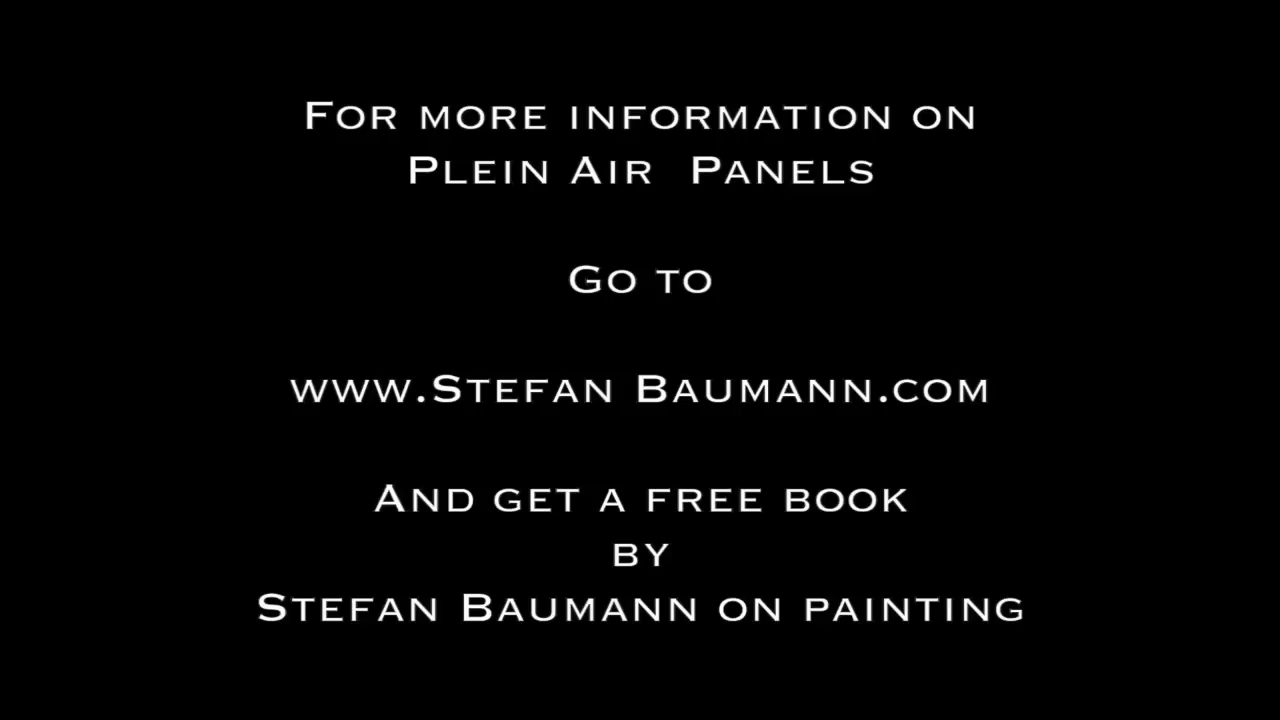 For more information on
Plein Air  Panels
Go to
www.Stefan Baumann.com
And get a free book
by
Stefan Baumann on painting